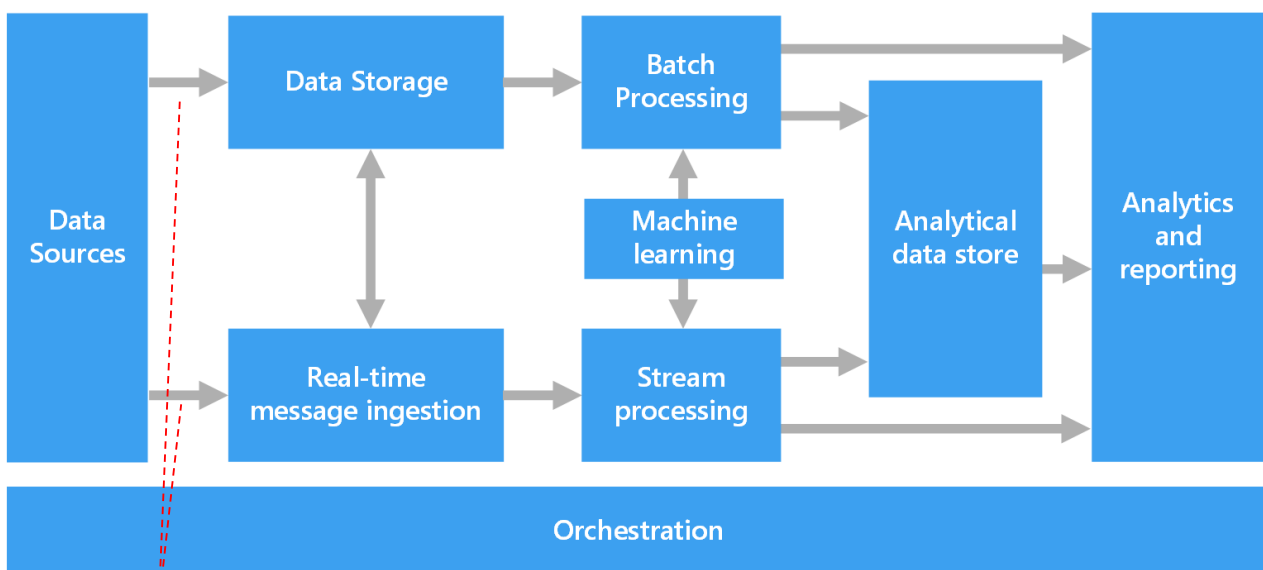 Data
Sources
Data Storage
Real-time
message ingestion
Batch
Processing
Machine
learning
Stream
processing
Analytical
data store
Analytics
and
reporting
Orchestration